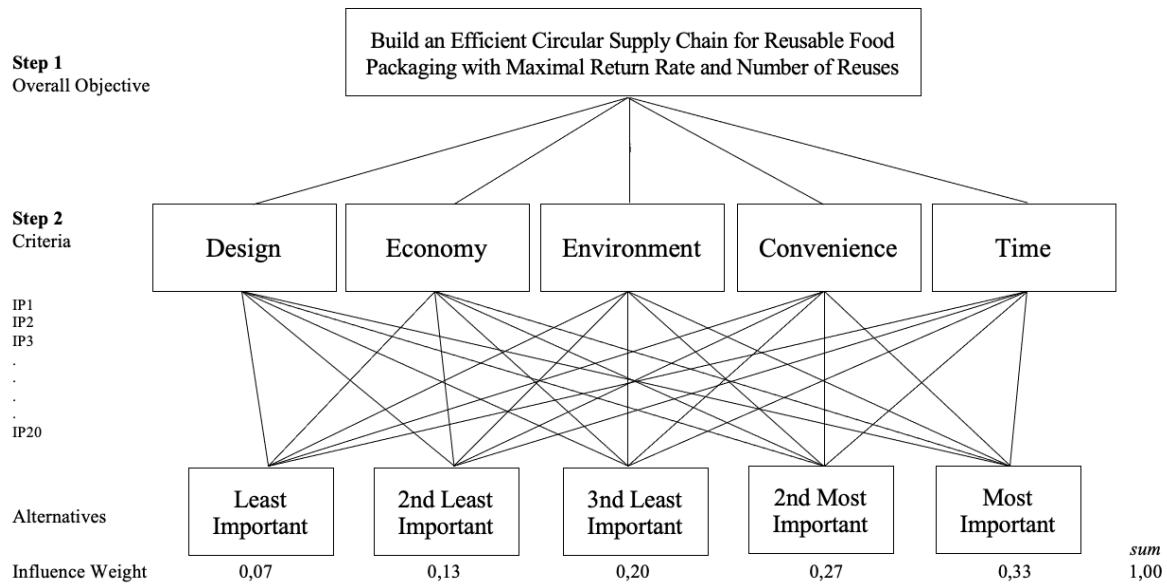 Build an Efficient Circular Supply Chain for Reusable Food
Packaging with Maximal Return Rate and Number of Reuses
Step 1
Overall Objective
Step 2
Criteria
Design
Economy
Environment
Convenience
Time
IP1
IP2
IP3
.
.
.
.
IP20
Alternatives
Least
Important
2nd Least
Important
3nd Least
Important
2nd Most
Important
Most
Important
sum
Influence Weight 0,07 0,13 0,20 0,27 0,33 1,00